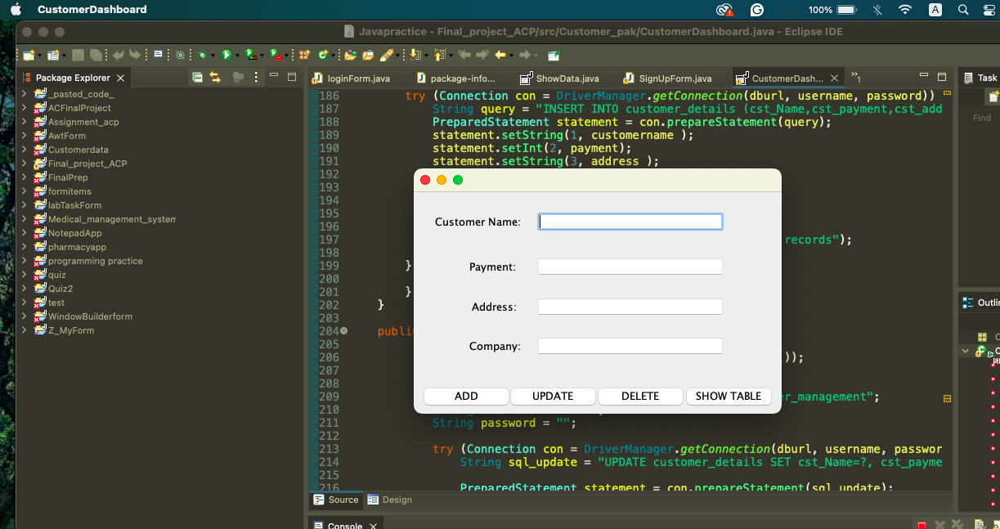 CustomerDashboard
100%
A
Javapractice - Final_project_ACP/src/Customer_pak/CustomerDashboard.java - Eclipse IDE
Package Explorer
loginForm.java
package-info...
ShowData.java
SignUpForm.java
CustomerDash...
»1
Task
Find
_pasted_code_
ACFinalProject
Assignment_acp
AwtForm
Customerdata
Final_project_ACP
FinalPrep
formitems
labTaskForm
Medical_management_system
NotepadApp
pharmacyapp
programming practice
quiz
Quiz2
test
WindowBuilderform
Z_MyForm
186 try (Connection con = DriverManager.getConnection(dburl, username, password))
187 String query = "INSERT INTO customer_details (cst_Name,cst_payment,cst_add
188 PreparedStatement statement = con.prepareStatement(query);
189 statement.setString(1, customername );
190 statement.setInt(2, payment);
191 statement.setString(3, address );
192
193
194
195
196
197 records");
198
199 }
200
201 }
202 }
203
204 publi
205
206 ));
207
208
209 er_management";
210
211 String password = "";
212
213 try (Connection con = DriverManager.getConnection(dburl, username, passwor
214 String sql_update = "UPDATE customer_details SET cst_Name=?, cst_payme
215
216 PreparedStatement statement = con.prepareStatement(sql_update);
Customer Name:
Payment:
Address:
Company:
ADD
UPDATE
DELETE
SHOW TABLE
Outli
Source
Design
Console